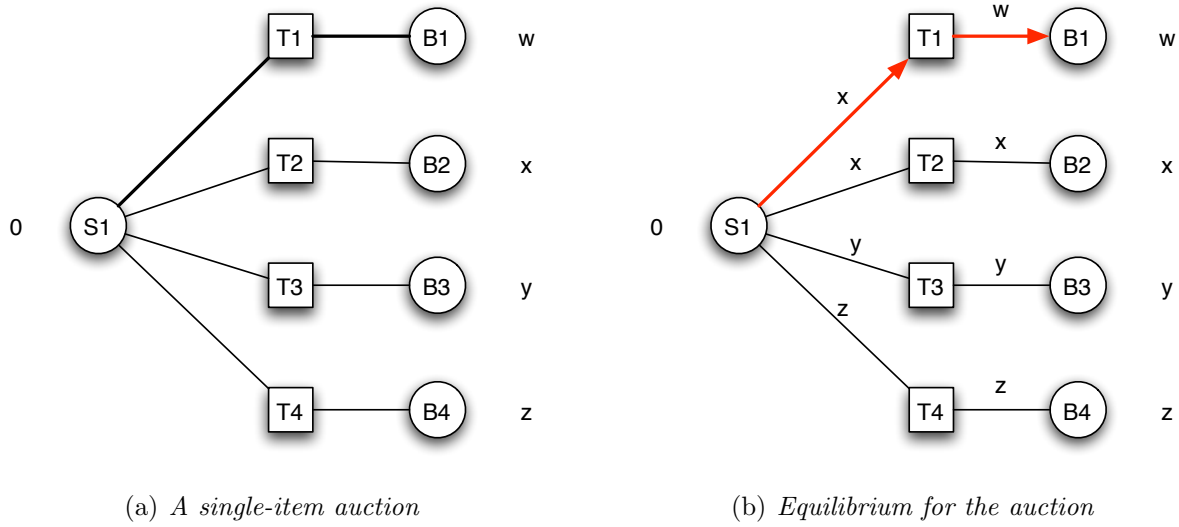 T1 B1 w
T2 B2 x
0 S1
T3 B3 y
T4 B4 z
(a) A single-item auction
w
T1 B1 w
x
x
x
T2 B2 x
0 S1
y
y
T3 B3 y
z
z
T4 B4 z
(b) Equilibrium for the auction